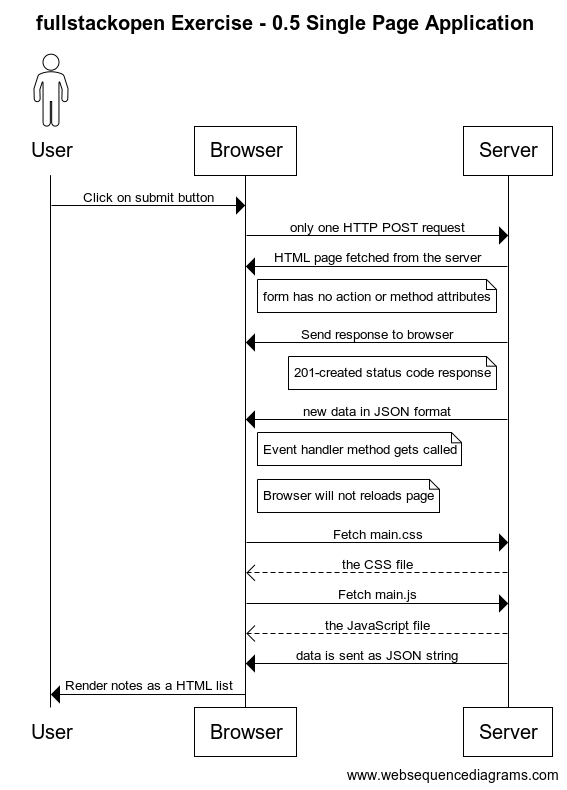 fullstackopen Exercise - 0.5 Single Page Application
User
Browser
Server
Click on submit button
only one HTTP POST request
HTML page fetched from the server
form has no action or method attributes
Send response to browser
201-created status code response
new data in JSON format
Event handler method gets called
Browser will not reloads page
Fetch main.css
the CSS file
Fetch main.js
the JavaScript file
data is sent as JSON string
Render notes as a HTML list
User
Browser
Server
www.websequencediagrams.com